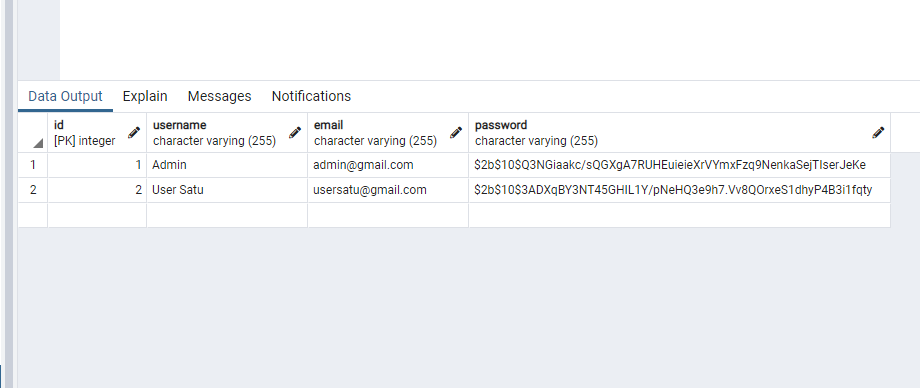 Data Output Explain Messages Notifications
id username email password
[PK] integer character varying (255) character varying (255) character varying (255)
1 1 Admin admin@gmail.com $2b$10$Q3NGiaakc/sQGXgA7RUHEuieieXrVYmxFzq9NenkaSejTIserJeKe
2 2 User Satu usersatu@gmail.com $2b$10$3ADXqBY3NT45GHIL1Y/pNeHQ3e9h7.Vv8QOrxeS1dhyP4B3i1fqty